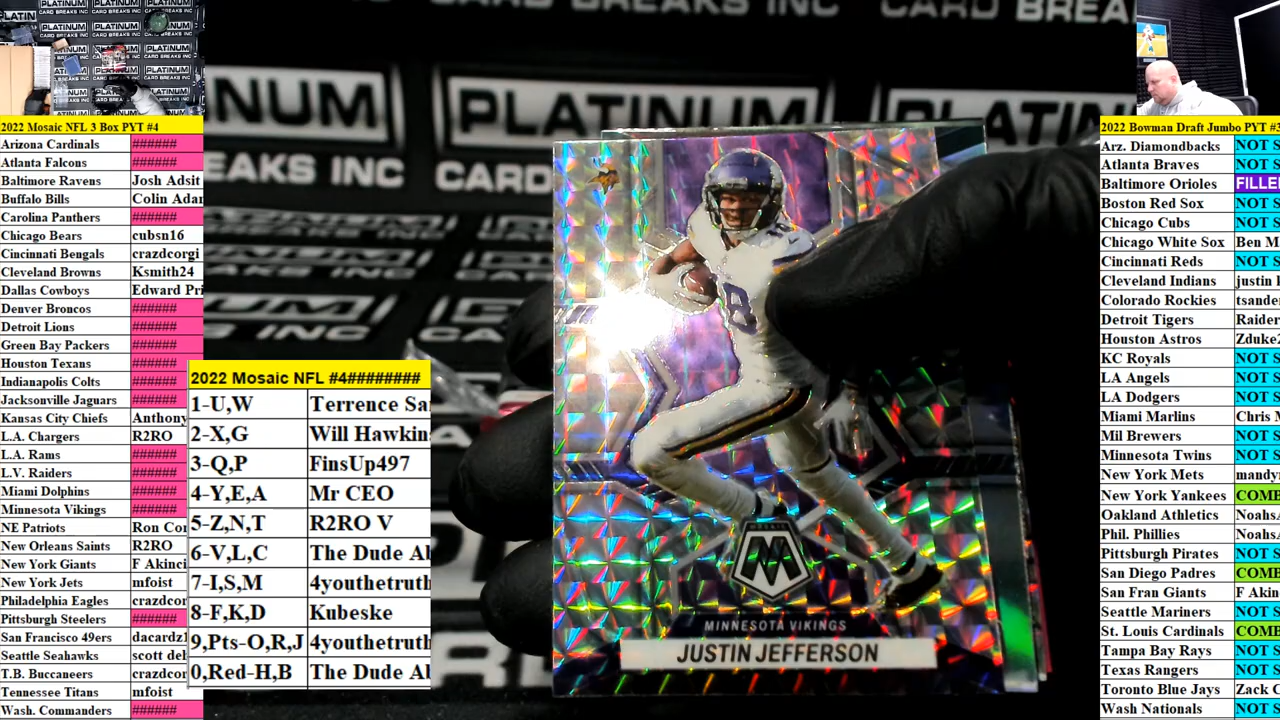 2022 Mosaic NFL 3 Box PYT #4
Arizona Cardinals ######
Atlanta Falcons ######
Baltimore Ravens Josh Adsit
Buffalo Bills Colin Adar
Carolina Panthers ######
Chicago Bears cubsn16
Cincinnati Bengals crazdcorgi
Cleveland Browns Ksmith24
Dallas Cowboys Edward Pri
Denver Broncos ######
Detroit Lions ######
Green Bay Packers ######
Houston Texans ######
Indianapolis Colts ######
Jacksonville Jaguars ######
Kansas City Chiefs Anthony
L.A. Chargers R2RO
L.A. Rams ######
L.V. Raiders ######
Miami Dolphins ######
Minnesota Vikings ######
NE Patriots Ron Cor
New Orleans Saints R2RO
New York Giants F Akinci
New York Jets mfoist
Philadelphia Eagles crazdcor
Pittsburgh Steelers ######
San Francisco 49ers dacardz1
Seattle Seahawks scott del
T.B. Buccaneers crazdcor
Tennessee Titans mfoist
Wash. Commanders ######
2022 Mosaic NFL #4########
1-U,W Terrence Sa
2-X,G Will Hawkin
3-Q,P FinsUp497
4-Y,E,A Mr CEO
5-Z,N,T R2RO V
6-V,L,C The Dude Al
7-I,S,M 4youthetruth
8-F,K,D Kubeske
9,Pts-O,R,J 4youthetruth
0,Red-H,B The Dude Al
PLATINUM
CARD BREAKS INC
MOSAIC
M
MINNESOTA VIKINGS
JUSTIN JEFFERSON
2022 Bowman Draft Jumbo PYT #
Arz. Diamondbacks NOT S
Atlanta Braves NOT S
Baltimore Orioles FILLE
Boston Red Sox NOT S
Chicago Cubs NOT S
Chicago White Sox Ben M
Cincinnati Reds NOT S
Cleveland Indians justin
Colorado Rockies tsande
Detroit Tigers Raider
Houston Astros Zduke
KC Royals NOT S
LA Angels NOT S
LA Dodgers NOT S
Miami Marlins Chris
Mil Brewers NOT S
Minnesota Twins NOT S
New York Mets mandy
New York Yankees COMB
Oakland Athletics NoahsA
Phil. Phillies NoahsA
Pittsburgh Pirates NOT S
San Diego Padres COMB
San Fran Giants F Akin
Seattle Mariners NOT S
St. Louis Cardinals COMB
Tampa Bay Rays NOT S
Texas Rangers NOT S
Toronto Blue Jays Zack C
Wash Nationals NOT S